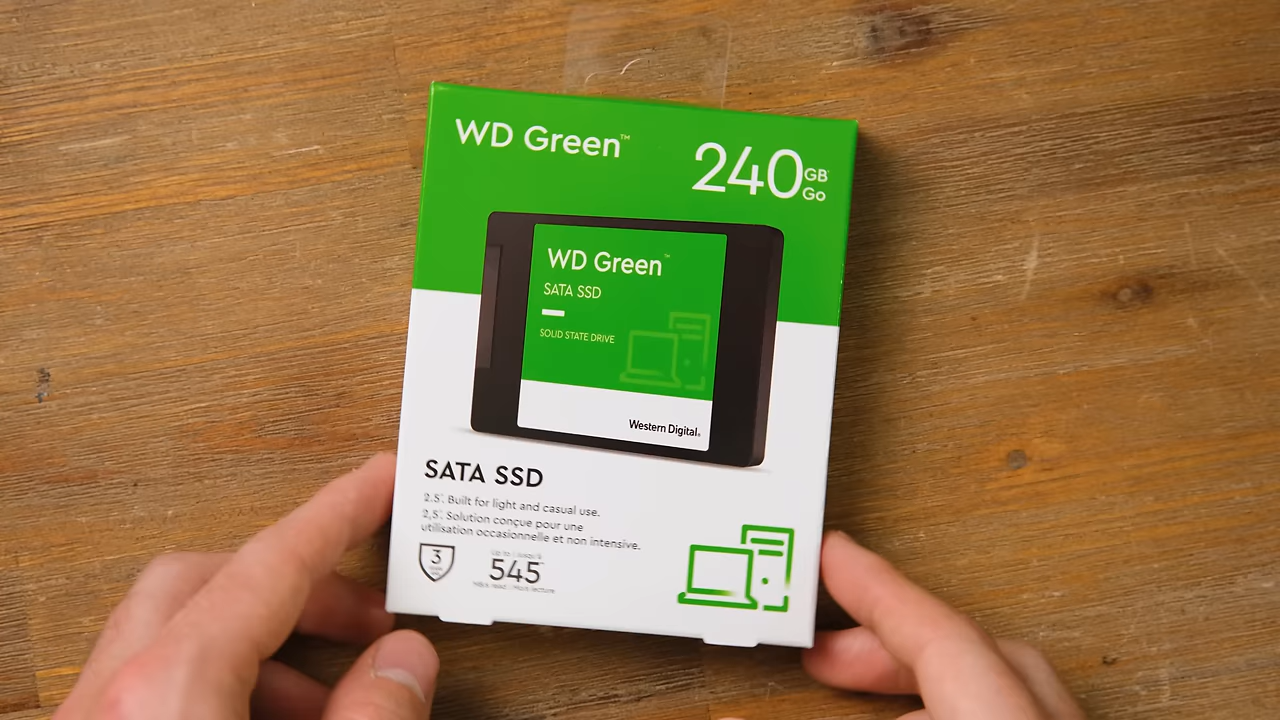 WD Green™
240 GB
Go
WD Green™
SATA SSD
SOLID STATE DRIVE
Western Digital®
SATA SSD
2.5". Built for light and casual use.
2,5". Solution conçue pour une
utilisation occasionnelle et non intensive.
3
545